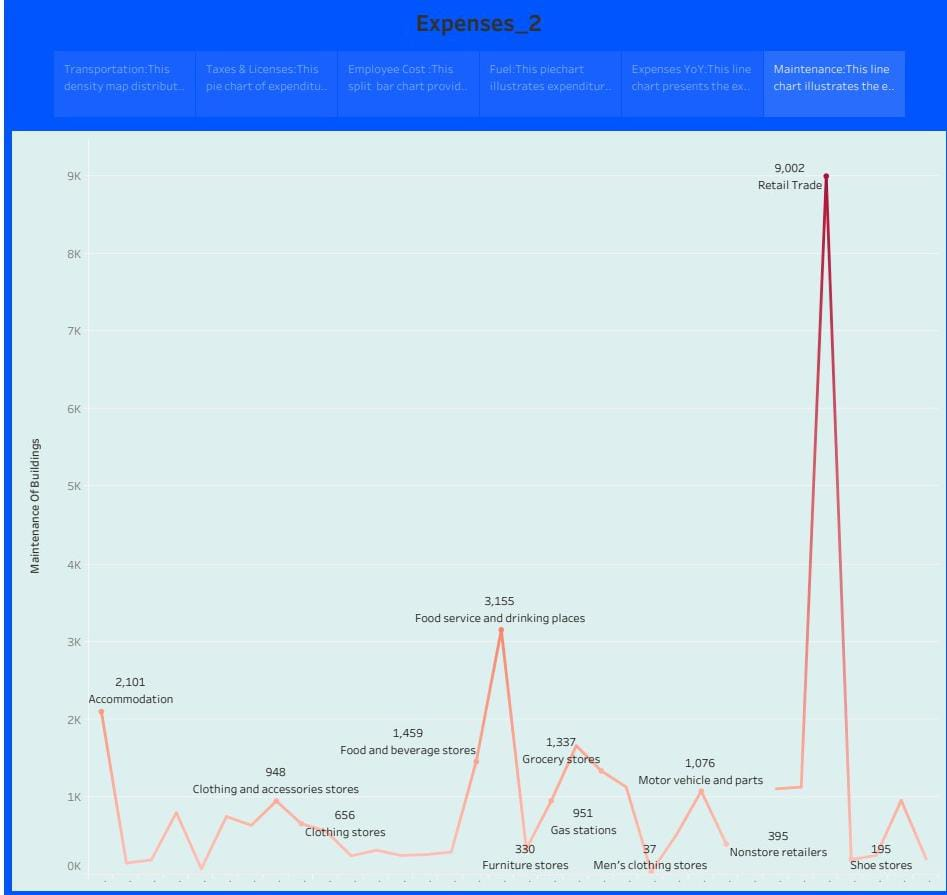 Expenses_2
Transportation:This
density map distribut..
Taxes & Licenses:This
pie chart of expenditu..
Employee Cost :This
split bar chart provid..
Fuel:This piechart
illustrates expenditur..
Expenses YoY:This line
chart presents the ex..
Maintenance:This line
chart illustrates the e..
Maintenance Of Buildings
9K
8K
7K
6K
5K
4K
3K
2K
1K
0K
9,002
Retail Trade
3,155
Food service and drinking places
2,101
Accommodation
1,459
Food and beverage stores
1,337
Grocery stores
948
Clothing and accessories stores
1,076
Motor vehicle and parts
656
Clothing stores
951
Gas stations
395
Nonstore retailers
330
Furniture stores
37
Men's clothing stores
195
Shoe stores